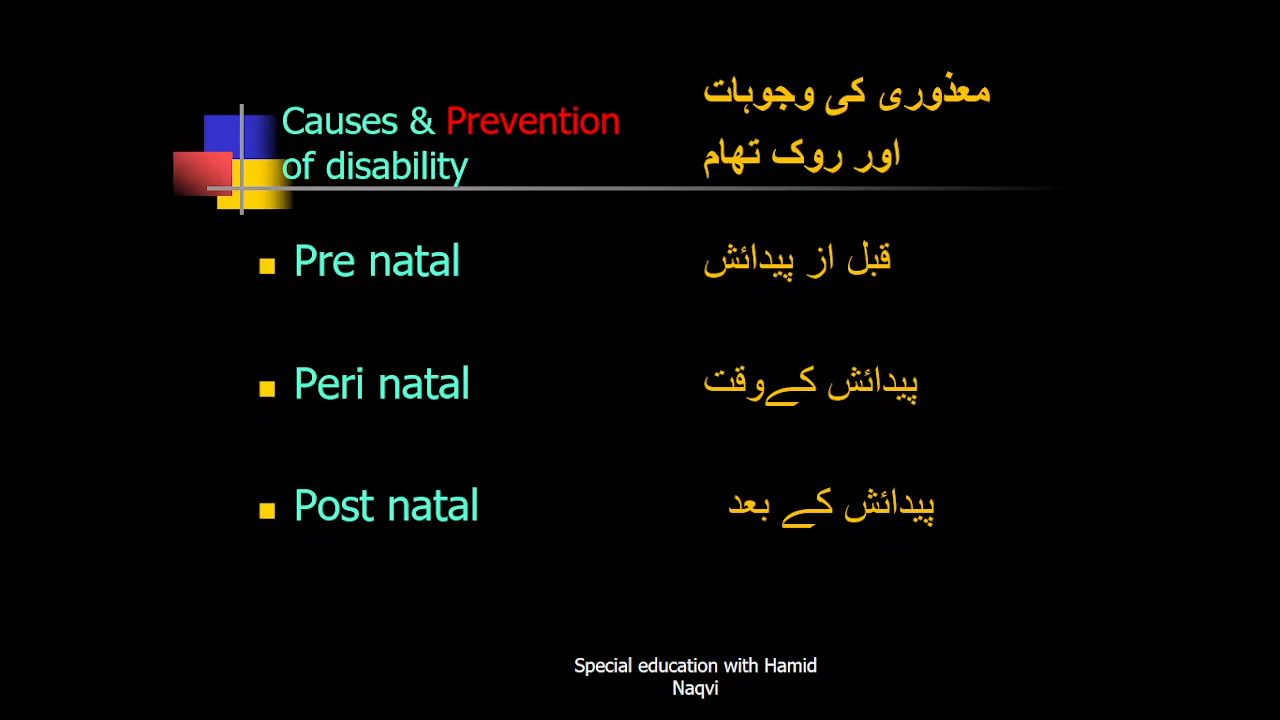 Causes & Prevention
of disability
معذوری کی وجوہات
اور روک تھام
Pre natal
قبل از پیدائش
Peri natal
پیدائش کےوقت
Post natal
پیدائش کے بعد
Special education with Hamid
Naqvi